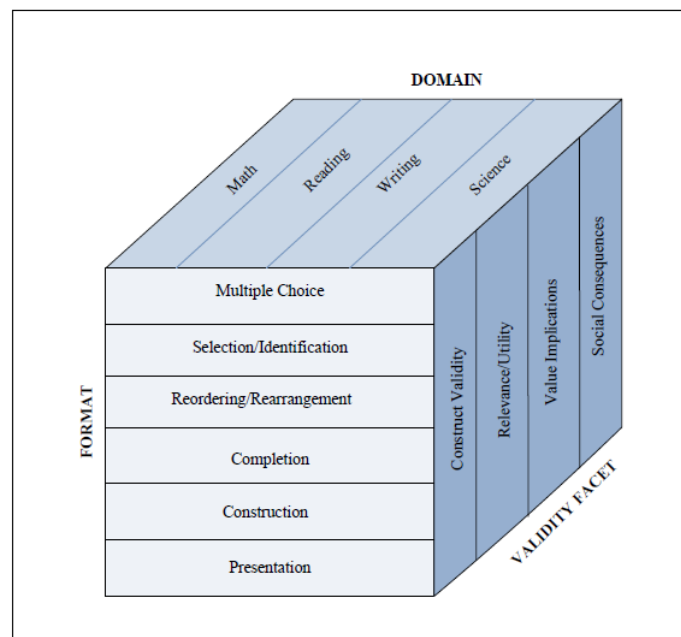 DOMAIN
Math
Reading
Writing
Science
FORMAT
Multiple Choice
Selection/Identification
Reordering/Rearrangement
Completion
Construction
Presentation
Construct Validity
Relevance/Utility
Value Implications
Social Consequences
VALIDITY FACET